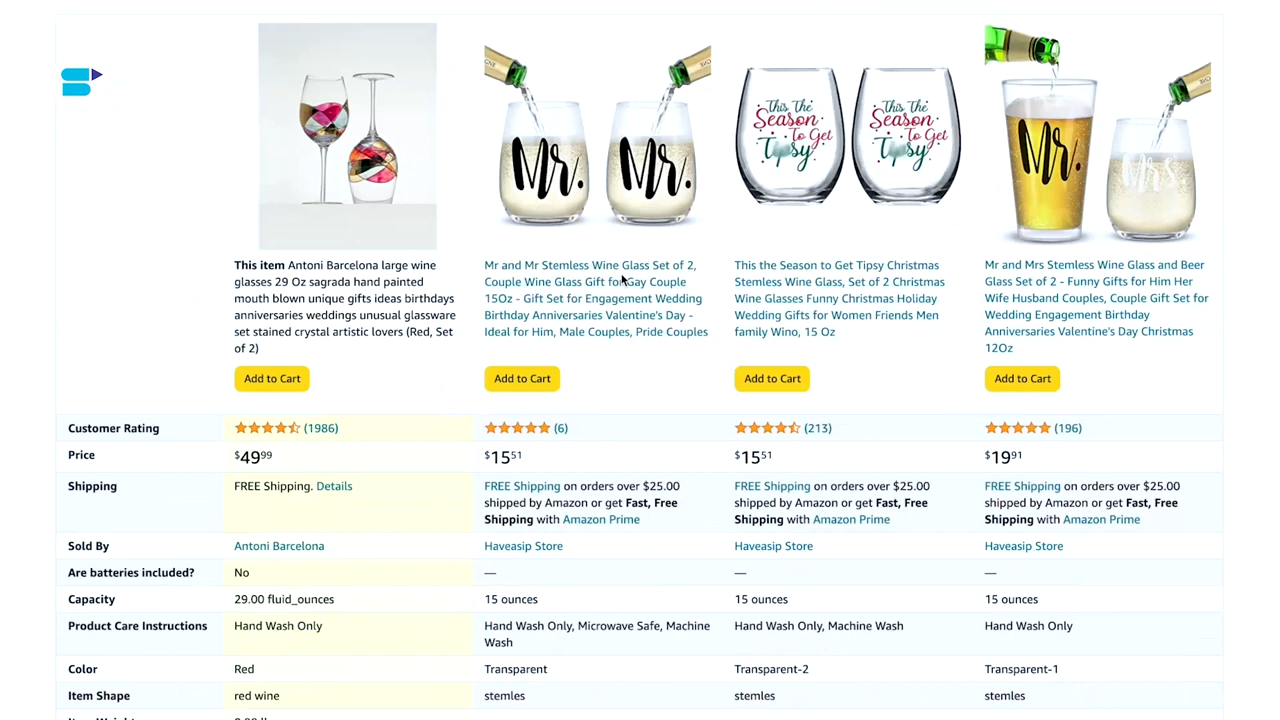 Mr.
Mr.
This The
Season
To Get
Tipsy
This The
Season
To Get
Tipsy
Mr.
Mrs
This item Antoni Barcelona large wine
glasses 29 Oz sagrada hand painted
mouth blown unique gifts ideas birthdays
anniversaries weddings unusual glassware
set stained crystal artistic lovers (Red, Set
of 2)
Mr and Mr Stemless Wine Glass Set of 2,
Couple Wine Glass Gift for Gay Couple
15Oz - Gift Set for Engagement Wedding
Birthday Anniversaries Valentine's Day -
Ideal for Him, Male Couples, Pride Couples
This the Season to Get Tipsy Christmas
Stemless Wine Glass, Set of 2 Christmas
Wine Glasses Funny Christmas Holiday
Wedding Gifts for Women Friends Men
family Wino, 15 Oz
Mr and Mrs Stemless Wine Glass and Beer
Glass Set of 2 - Funny Gifts for Him Her
Wife Husband Couples, Couple Gift Set for
Wedding Engagement Birthday
Anniversaries Valentine's Day Christmas
12Oz
Add to Cart Add to Cart Add to Cart Add to Cart
Customer Rating (1986) (6) (213) (196)
Price $49⁹⁹ $15⁵¹ $15⁵¹ $19⁹¹
Shipping FREE Shipping. Details
FREE Shipping on orders over $25.00
shipped by Amazon or get Fast, Free
Shipping with Amazon Prime
FREE Shipping on orders over $25.00
shipped by Amazon or get Fast, Free
Shipping with Amazon Prime
FREE Shipping on orders over $25.00
shipped by Amazon or get Fast, Free
Shipping with Amazon Prime
Sold By Antoni Barcelona Haveasip Store Haveasip Store Haveasip Store
Are batteries included? No — — —
Capacity 29.00 fluid_ounces 15 ounces 15 ounces 15 ounces
Product Care Instructions Hand Wash Only
Hand Wash Only, Microwave Safe, Machine
Wash
Hand Wash Only, Machine Wash
Hand Wash Only
Color Red Transparent Transparent-2 Transparent-1
Item Shape red wine stemles stemles stemles